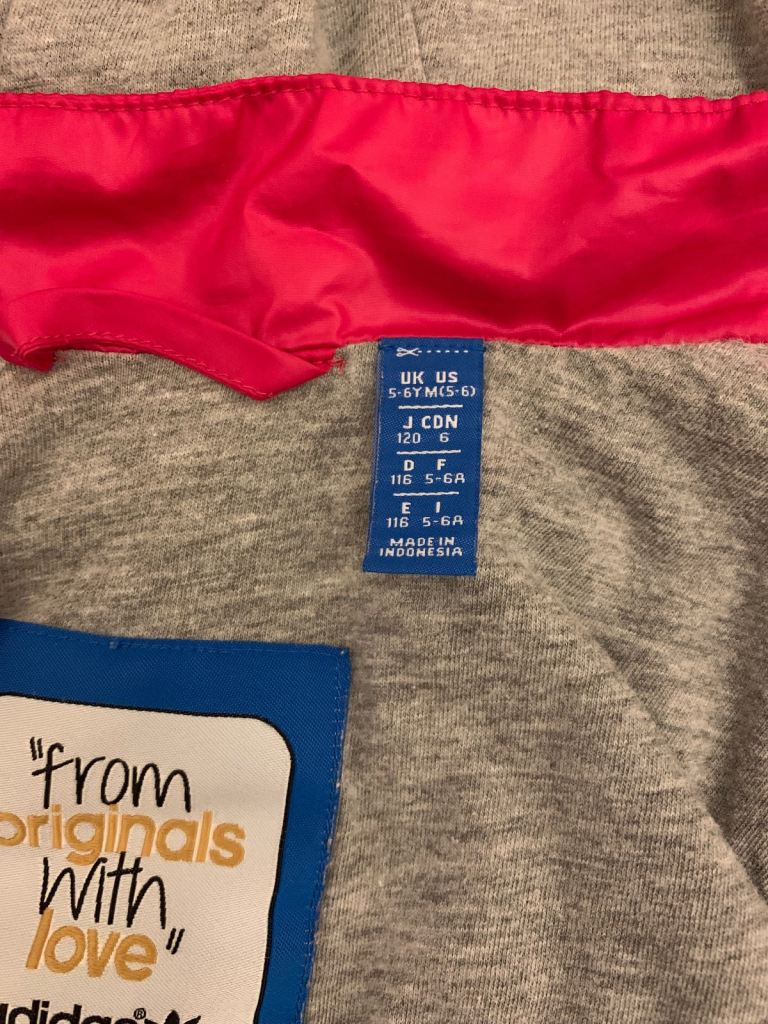 UK US
5-6Y M(5-6)
J CDN
120 6
D F
116 5-6A
E I
116 5-6A
MADE IN
INDONESIA
"from
originals
with
love"
adidas®